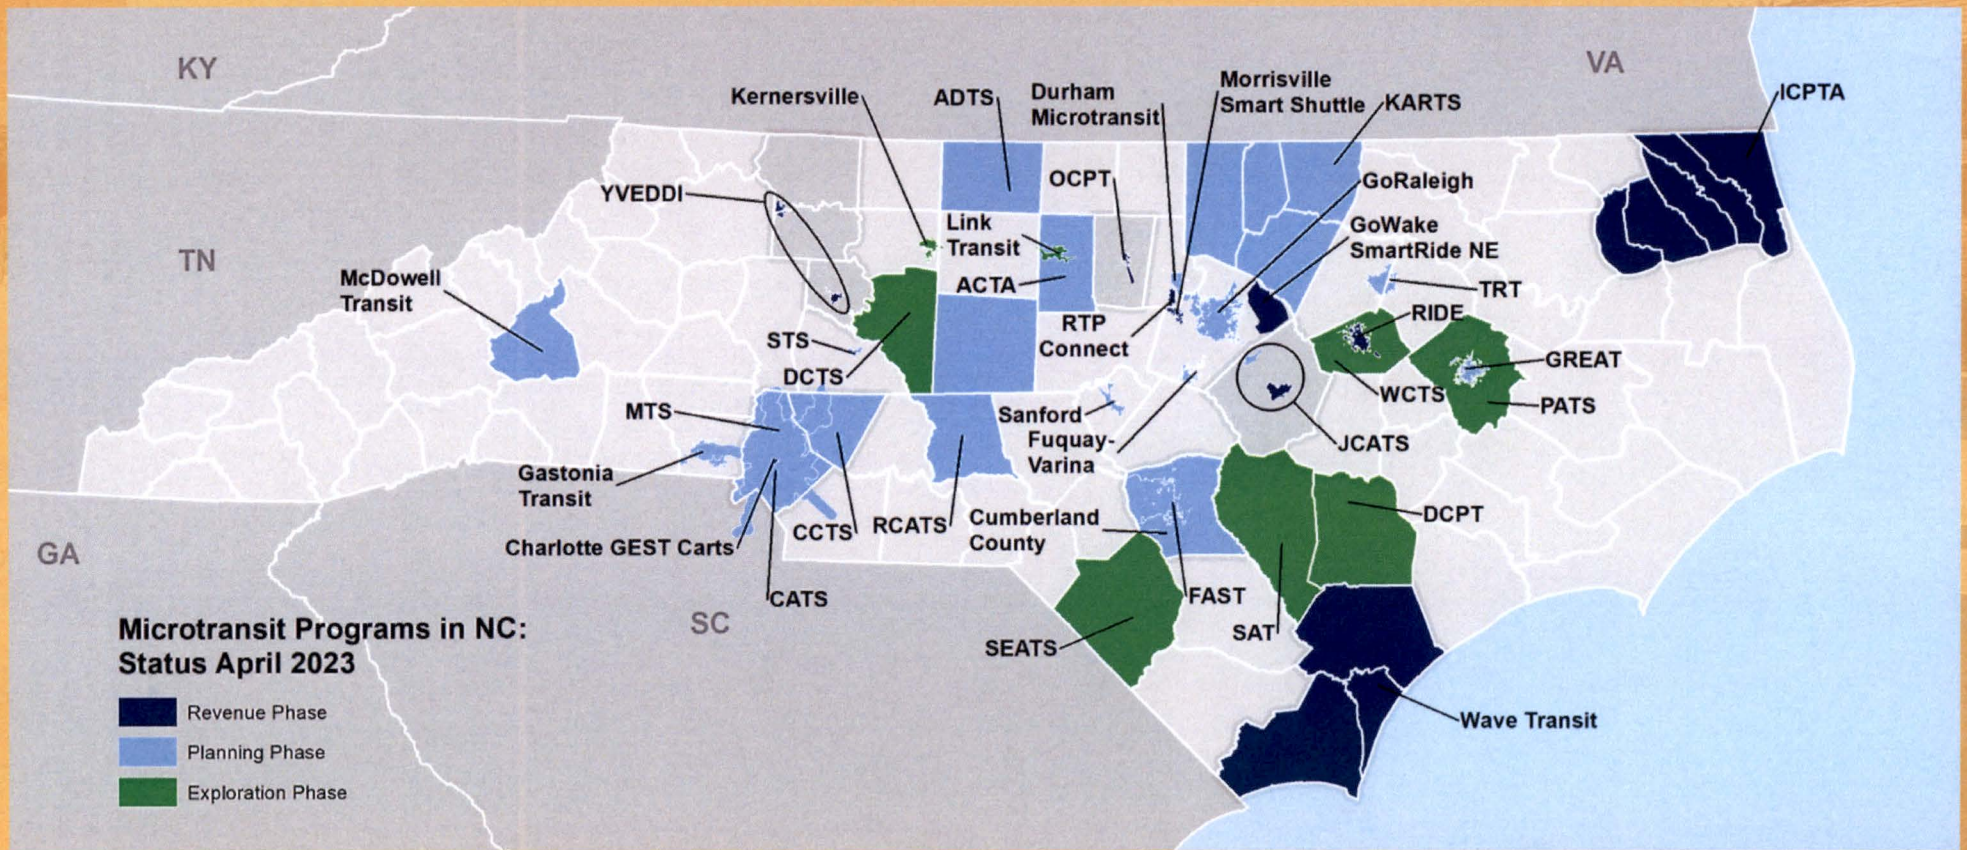 KY
VA
TN
GA
SC
Kernersville
ADTS
Durham
Microtransit
Morrisville
Smart Shuttle
KARTS
ICPTA
YVEDDI
OCPT
GoRaleigh
Link
Transit
GoWake
SmartRide NE
McDowell
Transit
ACTA
TRT
RTP
Connect
RIDE
STS
DCTS
GREAT
WCTS
PATS
MTS
Sanford
Fuquay-
Varina
JCATS
Gastonia
Transit
Charlotte GEST Carts
CCTS
RCATS
Cumberland
County
DCPT
CATS
FAST
SAT
SEATS
Wave Transit
Microtransit Programs in NC:
Status April 2023
Revenue Phase
Planning Phase
Exploration Phase